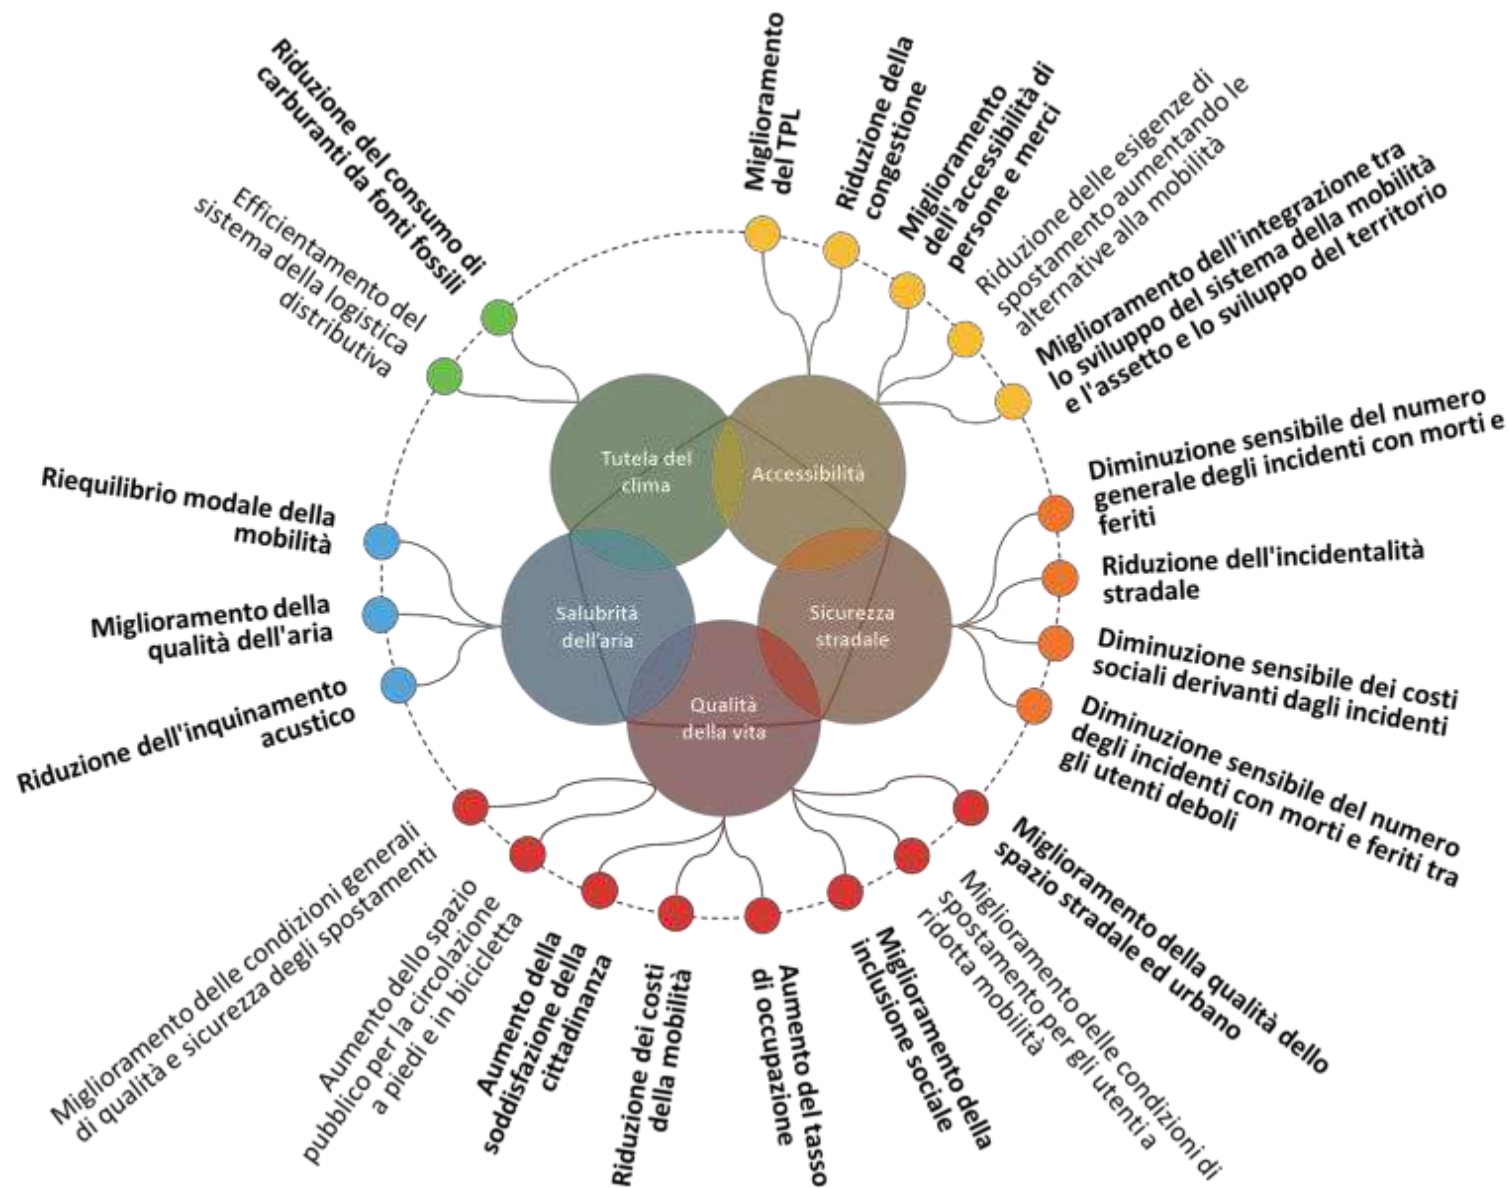 Miglioramento
del TPL
Riduzione della
congestione
Miglioramento
dell'accessibilità di
persone e merci
Riduzione delle esigenze di
spostamento aumentando le
alternative alla mobilità
Miglioramento dell'integrazione tra
lo sviluppo del sistema della mobilità
e l'assetto e lo sviluppo del territorio
Diminuzione sensibile del numero
generale degli incidenti con morti e
feriti
Riduzione dell'incidentalità
stradale
Diminuzione sensibile dei costi
sociali derivanti dagli incidenti
Diminuzione sensibile del numero
degli incidenti con morti e feriti tra
gli utenti deboli
Miglioramento della qualità dello
spazio stradale ed urbano
Miglioramento delle condizioni di
spostamento per gli utenti a
ridotta mobilità
Miglioramento della
inclusione sociale
Aumento del tasso
di occupazione
Riduzione dei costi
della mobilità
Aumento della
soddisfazione della
cittadinanza
Aumento dello spazio
pubblico per la circolazione
a piedi e in bicicletta
Miglioramento delle condizioni generali
di qualità e sicurezza degli spostamenti
Riduzione dell'inquinamento
acustico
Miglioramento della
qualità dell'aria
Riequilibrio modale della
mobilità
Efficientamento del
sistema della logistica
distributiva
Riduzione del consumo di
carburanti da fonti fossili
Tutela del
clima
Accessibilità
Sicurezza
stradale
Qualità
della vita
Salubrità
dell'aria